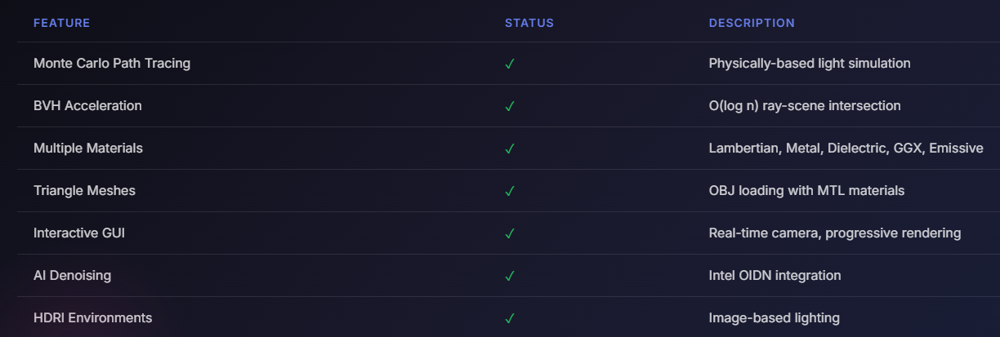 FEATURE STATUS DESCRIPTION
Monte Carlo Path Tracing ✓ Physically-based light simulation
BVH Acceleration ✓ O(log n) ray-scene intersection
Multiple Materials ✓ Lambertian, Metal, Dielectric, GGX, Emissive
Triangle Meshes ✓ OBJ loading with MTL materials
Interactive GUI ✓ Real-time camera, progressive rendering
AI Denoising ✓ Intel OIDN integration
HDRI Environments ✓ Image-based lighting